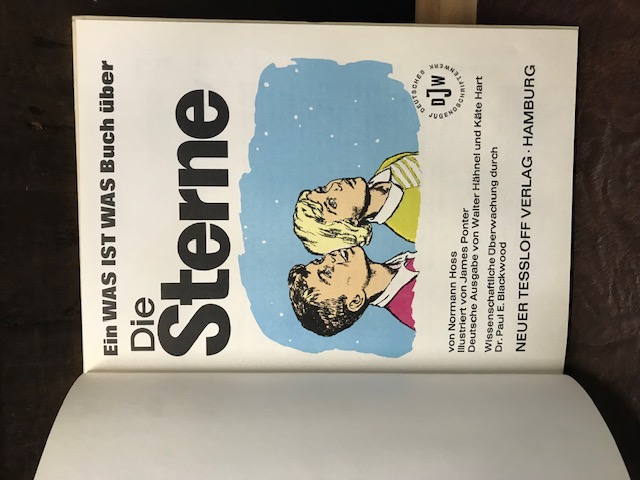 Ein WAS IST WAS Buch über
Die
Sterne
DEUTSCHES
JUGENDSCHRIFTENWERK
DJW
von Normann Hoss
Illustriert von James Ponter
Deutsche Ausgabe von Walter Hähnel und Käte Hart
Wissenschaftliche Überwachung durch
Dr. Paul E. Blackwood
NEUER TESSLOFF VERLAG · HAMBURG